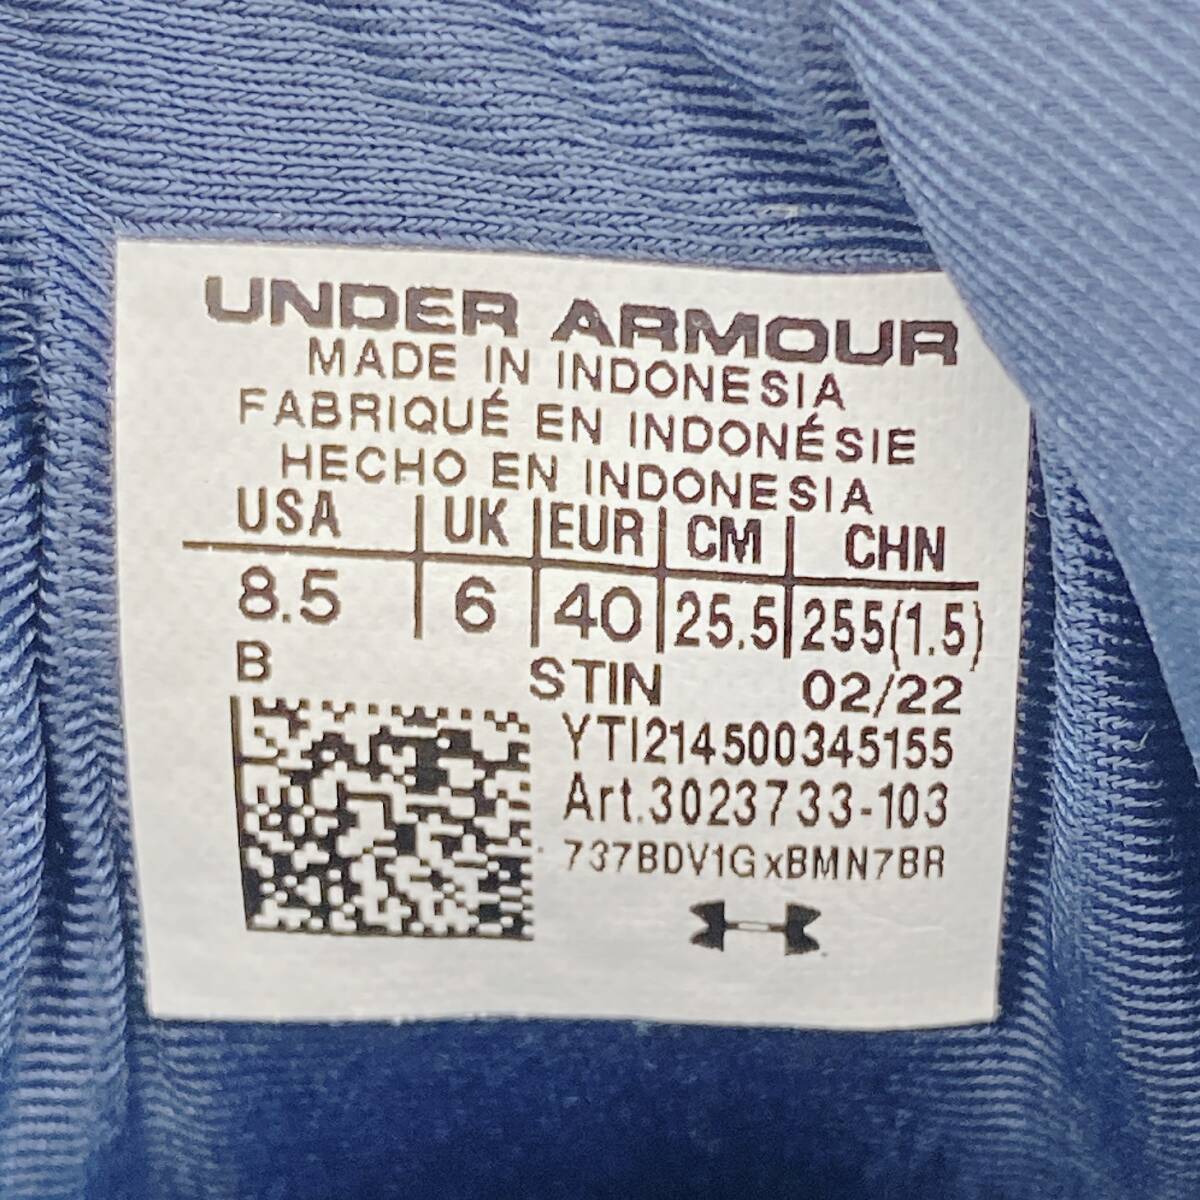 UNDER ARMOUR
MADE IN INDONESIA
FABRIQUÉ EN INDONÉSIE
HECHO EN INDONESIA
USA | UK | EUR | CM | CHN
8.5 | 6 | 40 | 25.5 | 255(1.5)
B STIN 02/22
YTI214500345155
Art.3023733-103
737BDV1GxBMN7BR